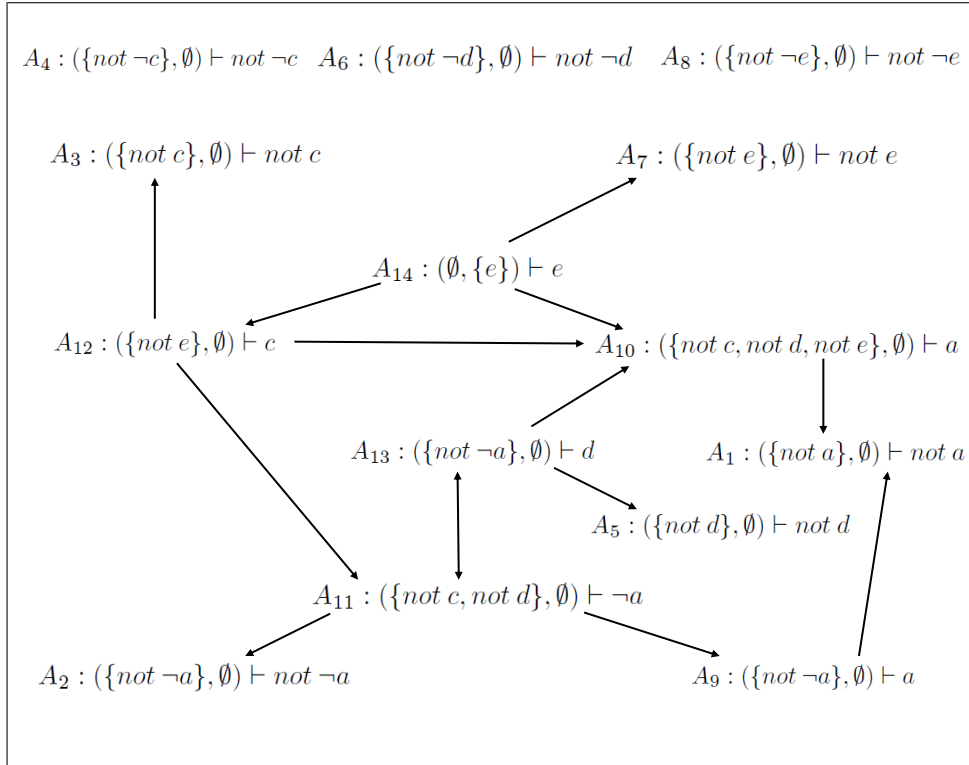 A₄ : ({not ¬c}, ∅) ⊢ not ¬c A₆ : ({not ¬d}, ∅) ⊢ not ¬d A₈ : ({not ¬e}, ∅) ⊢ not ¬e
A₃ : ({not c}, ∅) ⊢ not c A₇ : ({not e}, ∅) ⊢ not e
A₁₄ : (∅, {e}) ⊢ e
A₁₂ : ({not e}, ∅) ⊢ c A₁₀ : ({not c, not d, not e}, ∅) ⊢ a
A₁₃ : ({not ¬a}, ∅) ⊢ d A₁ : ({not a}, ∅) ⊢ not a
A₅ : ({not d}, ∅) ⊢ not d
A₁₁ : ({not c, not d}, ∅) ⊢ ¬a
A₂ : ({not ¬a}, ∅) ⊢ not ¬a A₉ : ({not ¬a}, ∅) ⊢ a